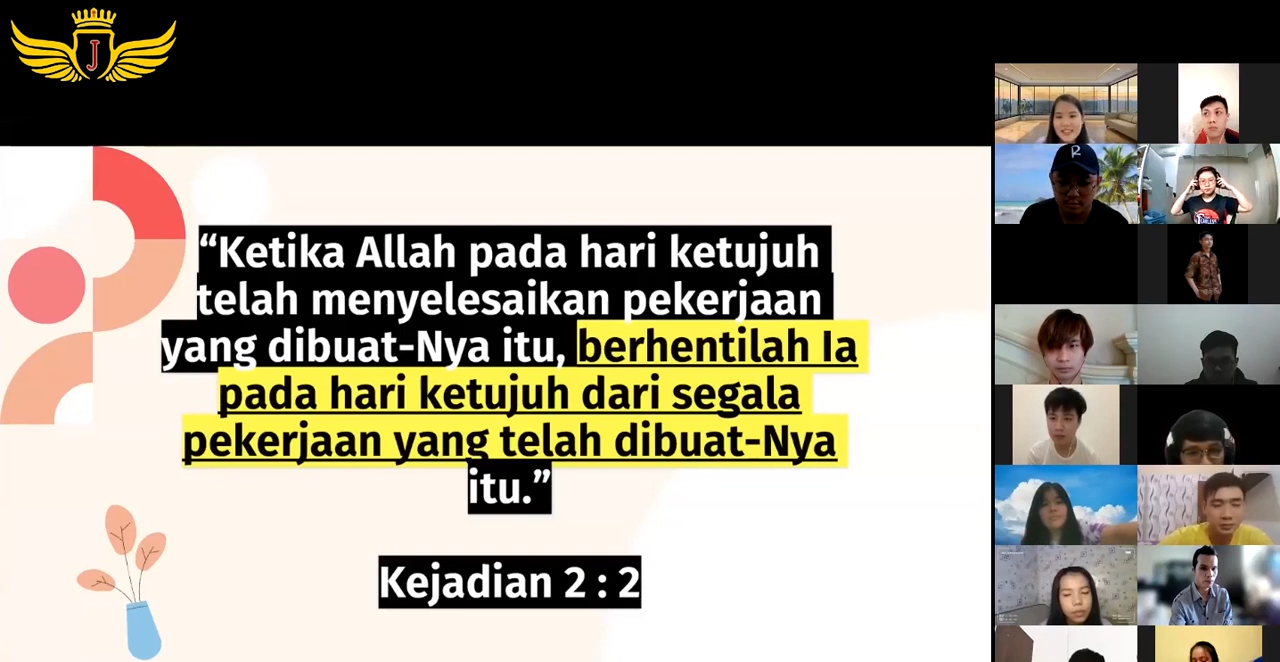 J
“Ketika Allah pada hari ketujuh
telah menyelesaikan pekerjaan
yang dibuat-Nya itu, berhentilah Ia
pada hari ketujuh dari segala
pekerjaan yang telah dibuat-Nya
itu.”
Kejadian 2 : 2
R